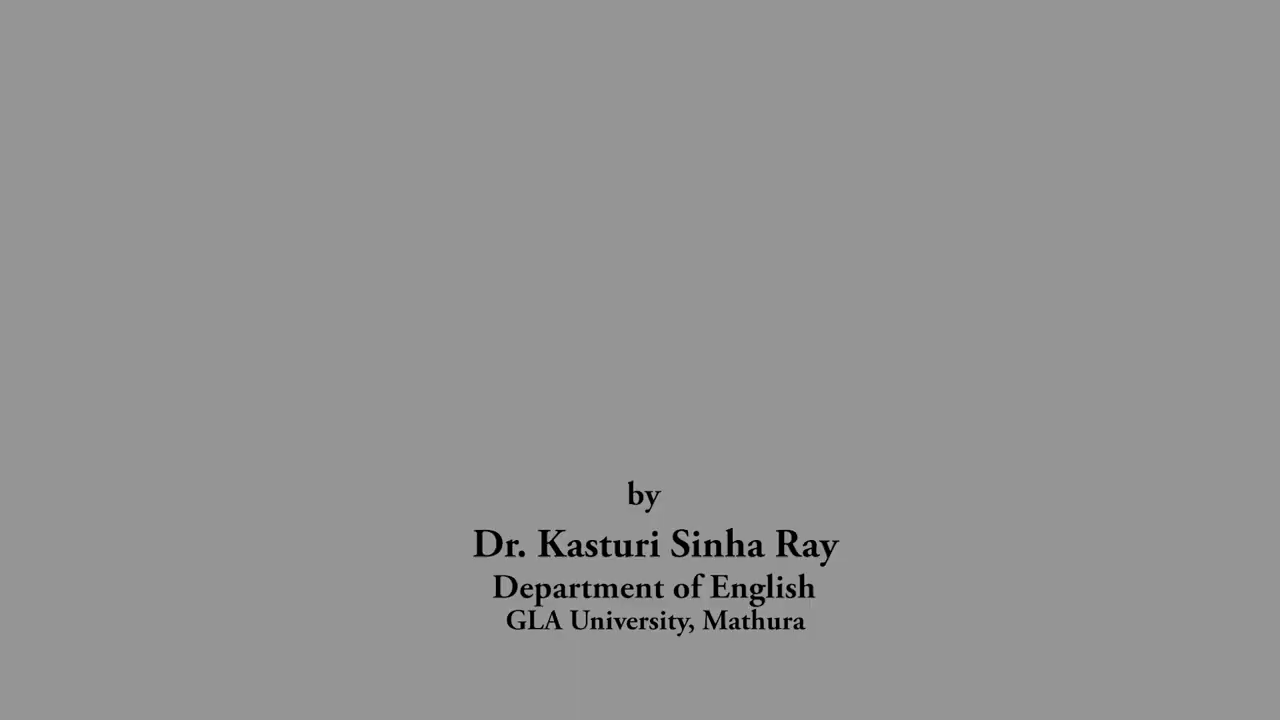 by
Dr. Kasturi Sinha Ray
Department of English
GLA University, Mathura